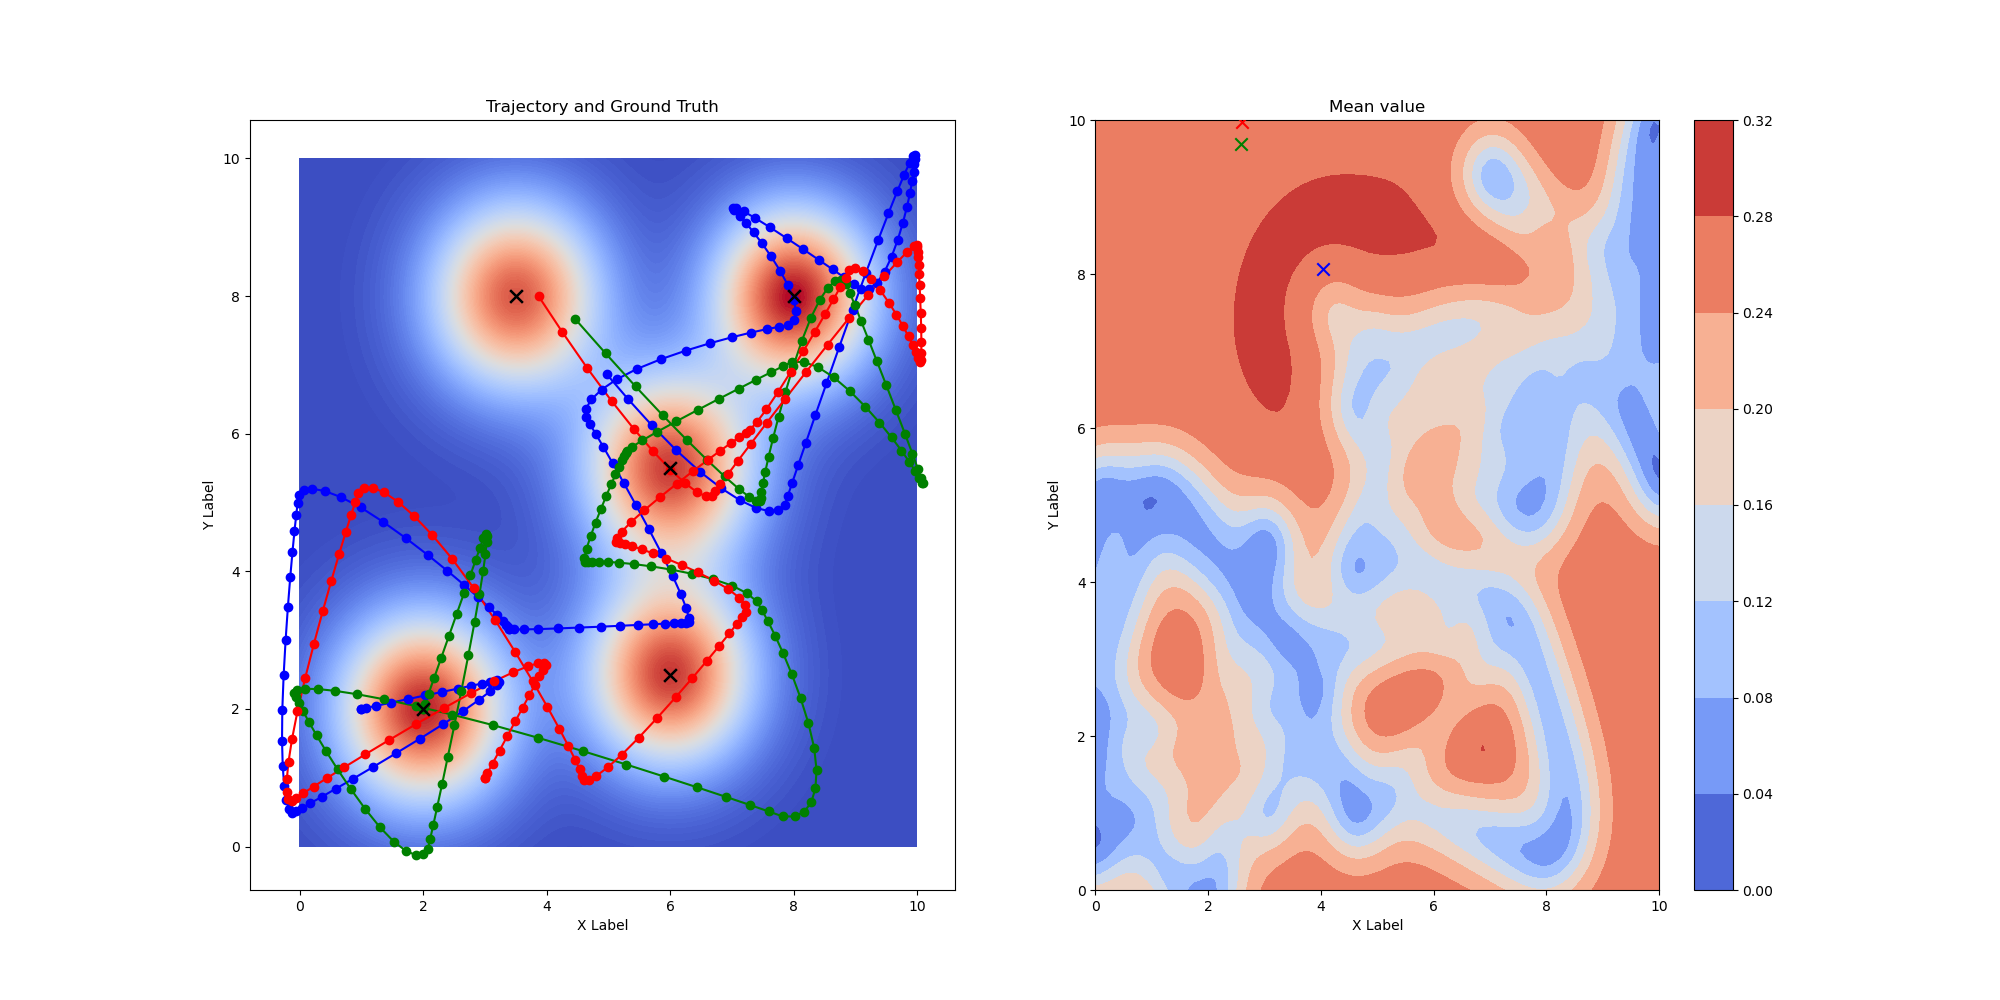 Trajectory and Ground Truth
Y Label
10
8
6
4
2
0
0 2 4 6 8 10
X Label
Mean value
Y Label
10
8
6
4
2
0
0 2 4 6 8 10
X Label
0.32
0.28
0.24
0.20
0.16
0.12
0.08
0.04
0.00